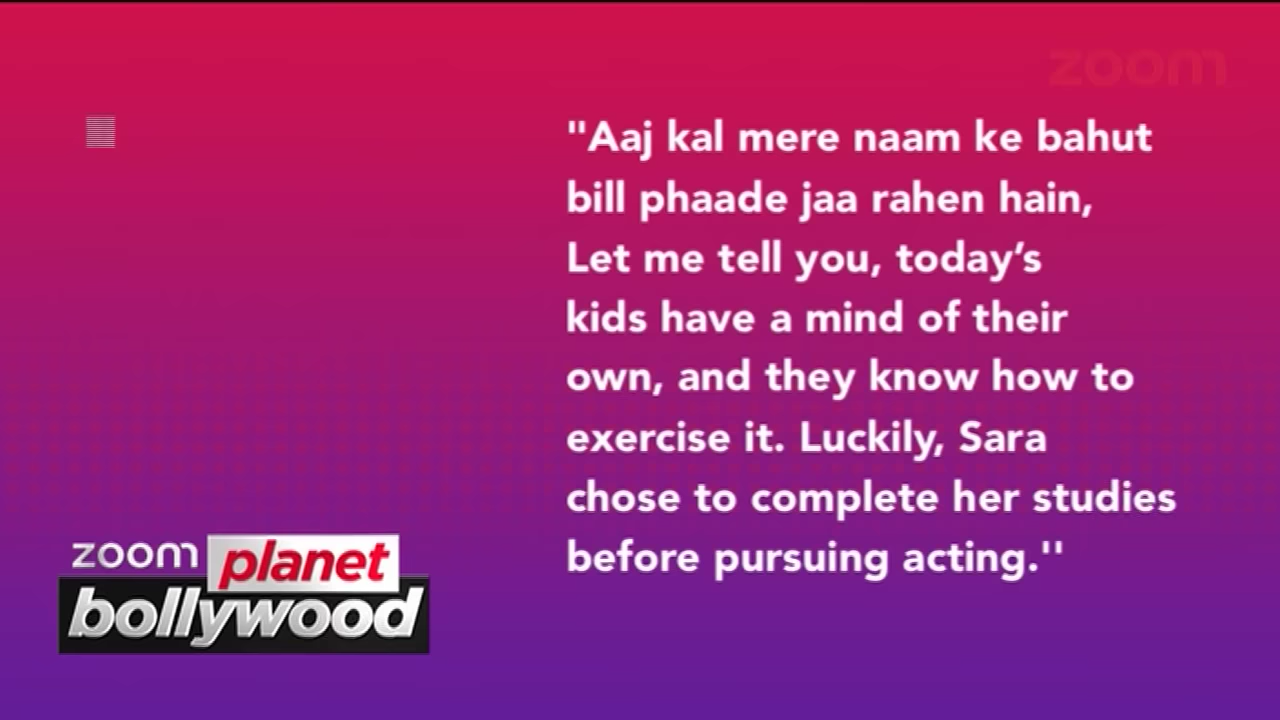 zoom
"Aaj kal mere naam ke bahut
bill phaade jaa rahen hain,
Let me tell you, today’s
kids have a mind of their
own, and they know how to
exercise it. Luckily, Sara
chose to complete her studies
before pursuing acting.''
zoom planet
bollywood